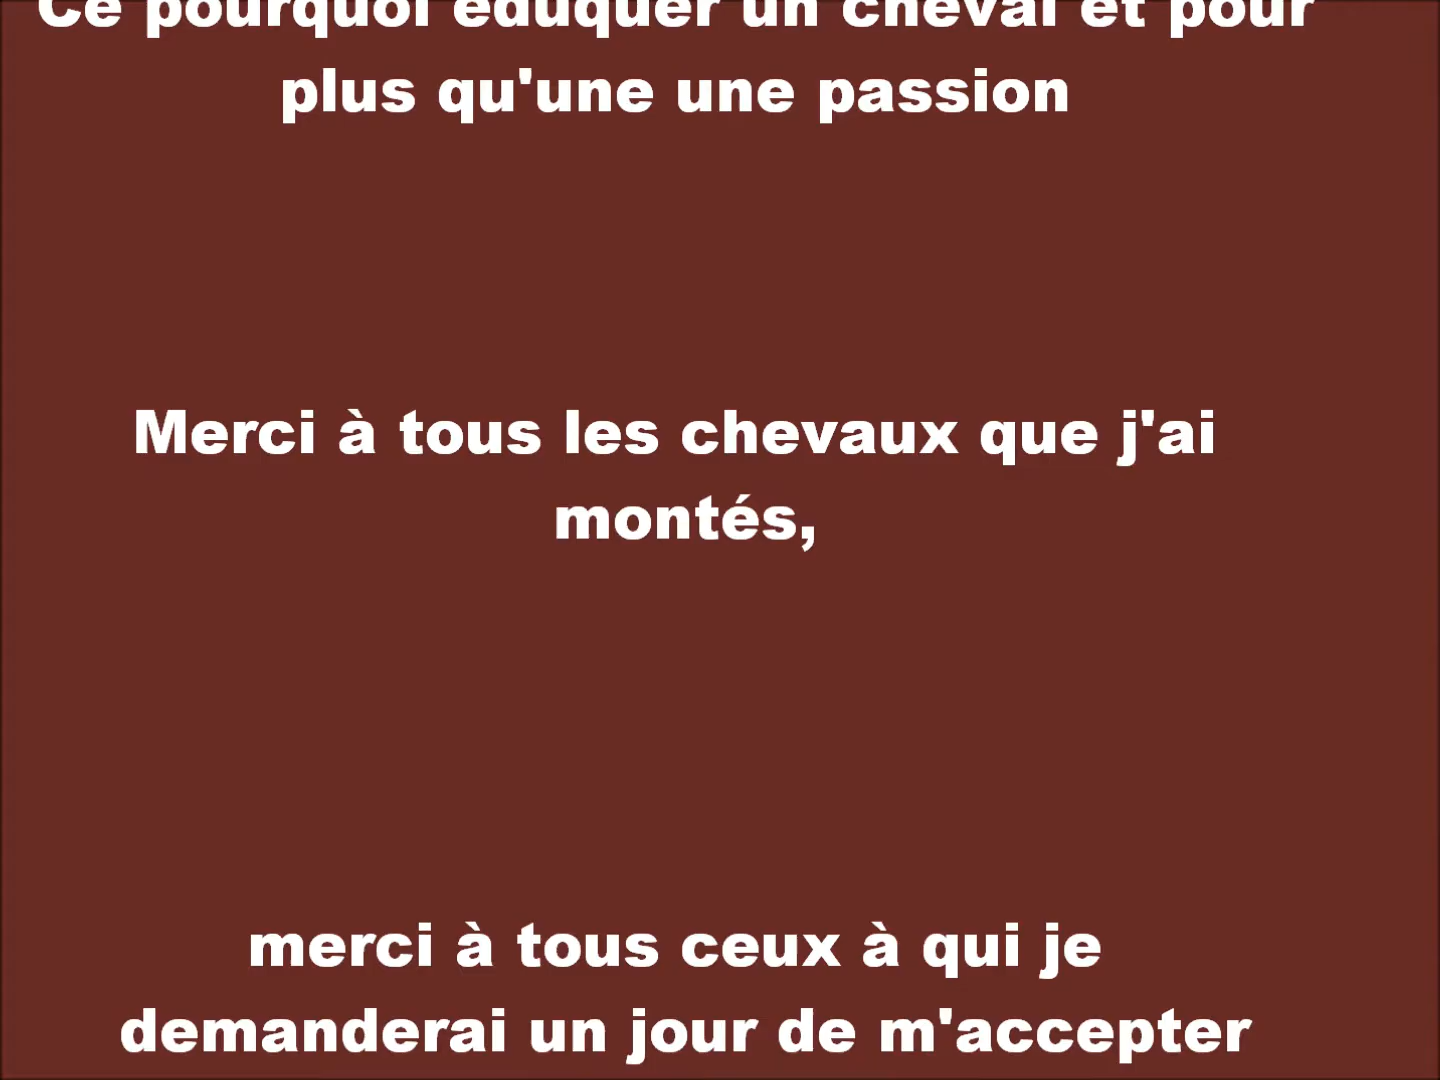 Ce pourquoi éduquer un cheval et pour
plus qu'une une passion
Merci à tous les chevaux que j'ai
montés,
merci à tous ceux à qui je
demanderai un jour de m'accepter